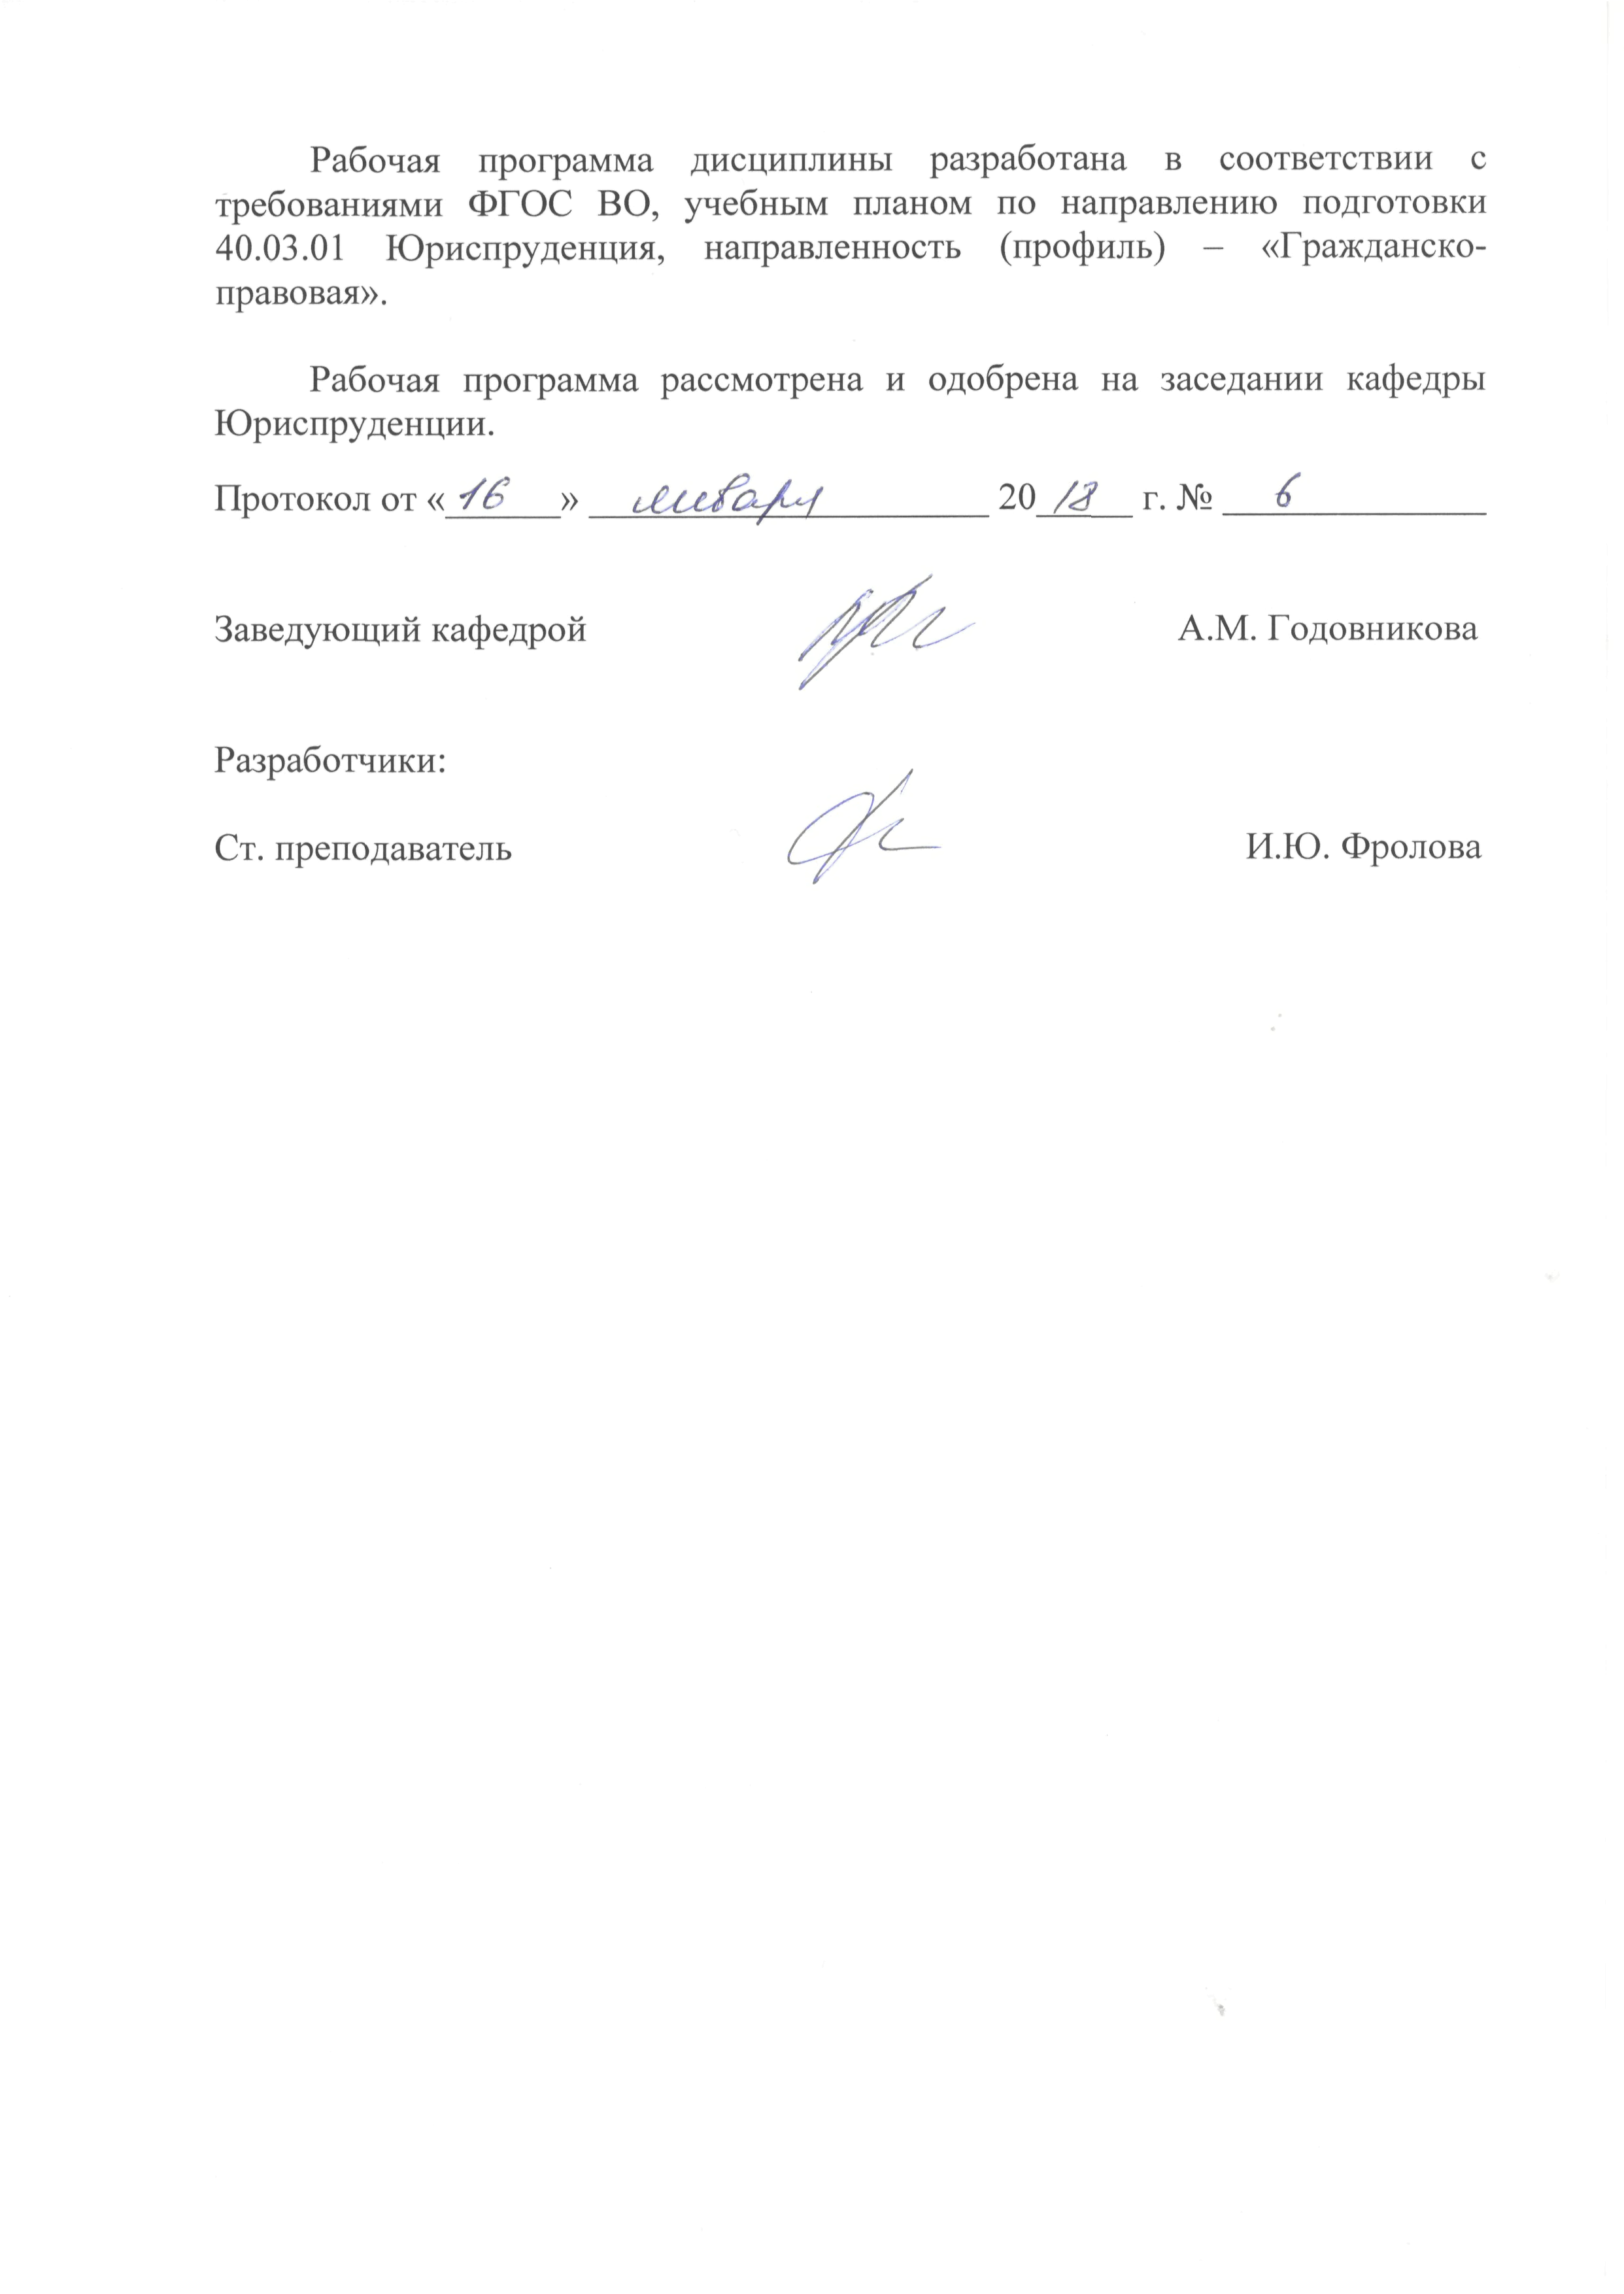 Рабочая программа дисциплины разработана в соответствии с
требованиями ФГОС ВО, учебным планом по направлению подготовки
40.03.01 Юриспруденция, направленность (профиль) – «Гражданско-
правовая».
Рабочая программа рассмотрена и одобрена на заседании кафедры
Юриспруденции.
Протокол от « 16 » января 20 18 г. № 6
Заведующий кафедрой А.М. Годовникова
Разработчики:
Ст. преподаватель И.Ю. Фролова